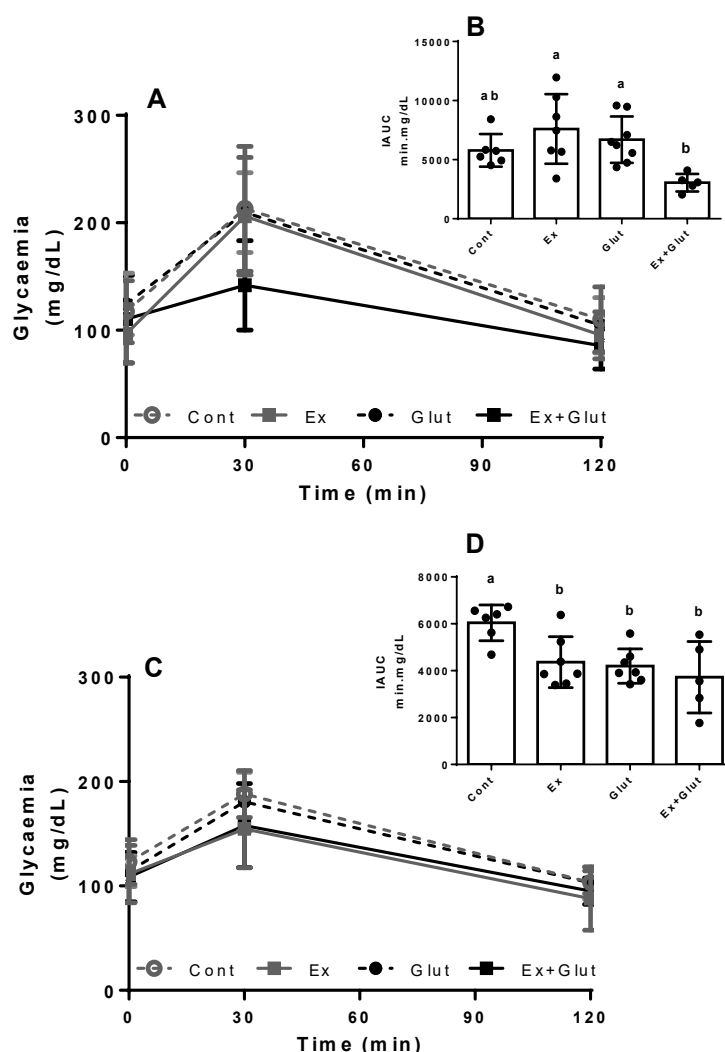 B
15000
10000
5000
0
IAUC
min.mg/dL
a b
a
a
b
Cont
Ex
Glut
Ex+Glut
A
300
200
100
0
Glycaemia
(mg/dL)
Cont Ex Glut Ex+Glut
0 30 60 90 120
Time (min)
D
8000
6000
4000
2000
0
IAUC
min.mg/dL
a
b
b
b
Cont
Ex
Glut
Ex+Glut
C
300
200
100
0
Glycaemia
(mg/dL)
Cont Ex Glut Ex+Glut
0 30 60 90 120
Time (min)